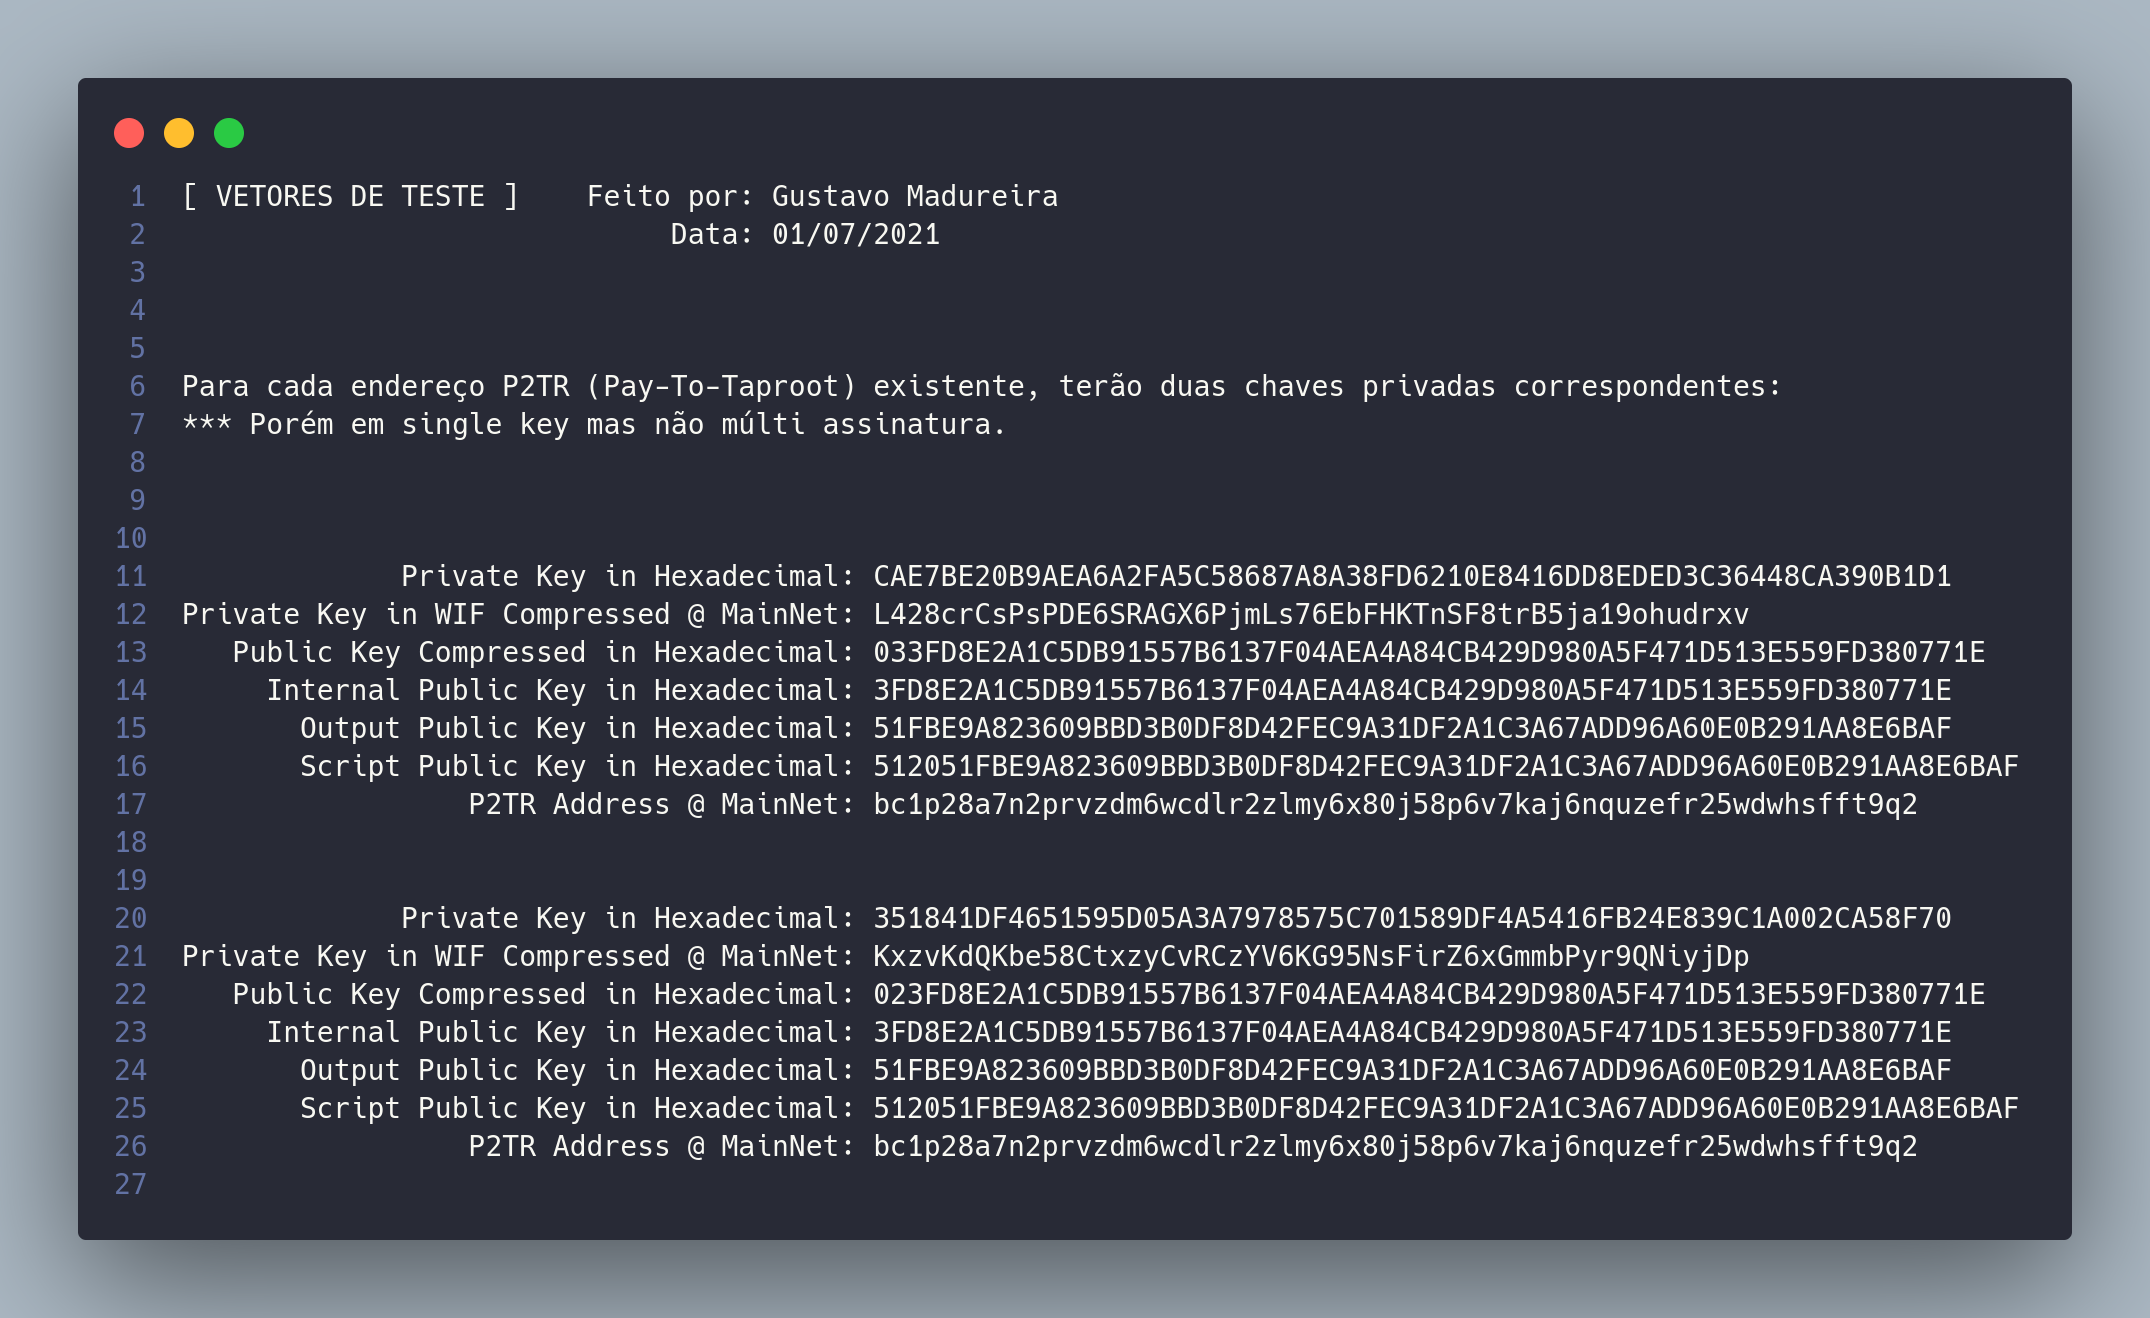 1 [ VETORES DE TESTE ]    Feito por: Gustavo Madureira
2                             Data: 01/07/2021
3
4
5
6 Para cada endereço P2TR (Pay-To-Taproot) existente, terão duas chaves privadas correspondentes:
7 *** Porém em single key mas não múlti assinatura.
8
9
10
11              Private Key in Hexadecimal: CAE7BE20B9AEA6A2FA5C58687A8A38FD6210E8416DD8EDED3C36448CA390B1D1
12 Private Key in WIF Compressed @ MainNet: L428crCsPsPDE6SRAGX6PjmLs76EbFHKTnSF8trB5ja19ohudrxv
13    Public Key Compressed in Hexadecimal: 033FD8E2A1C5DB91557B6137F04AEA4A84CB429D980A5F471D513E559FD380771E
14      Internal Public Key in Hexadecimal: 3FD8E2A1C5DB91557B6137F04AEA4A84CB429D980A5F471D513E559FD380771E
15        Output Public Key in Hexadecimal: 51FBE9A823609BBD3B0DF8D42FEC9A31DF2A1C3A67ADD96A60E0B291AA8E6BAF
16        Script Public Key in Hexadecimal: 512051FBE9A823609BBD3B0DF8D42FEC9A31DF2A1C3A67ADD96A60E0B291AA8E6BAF
17                  P2TR Address @ MainNet: bc1p28a7n2prvzdm6wcdlr2zlmy6x80j58p6v7kaj6nquzefr25wdwhsfft9q2
18
19
20              Private Key in Hexadecimal: 351841DF4651595D05A3A7978575C701589DF4A5416FB24E839C1A002CA58F70
21 Private Key in WIF Compressed @ MainNet: KxzvKdQKbe58CtxzyCvRCzYV6KG95NsFirZ6xGmmbPyr9QNiyjDp
22    Public Key Compressed in Hexadecimal: 023FD8E2A1C5DB91557B6137F04AEA4A84CB429D980A5F471D513E559FD380771E
23      Internal Public Key in Hexadecimal: 3FD8E2A1C5DB91557B6137F04AEA4A84CB429D980A5F471D513E559FD380771E
24        Output Public Key in Hexadecimal: 51FBE9A823609BBD3B0DF8D42FEC9A31DF2A1C3A67ADD96A60E0B291AA8E6BAF
25        Script Public Key in Hexadecimal: 512051FBE9A823609BBD3B0DF8D42FEC9A31DF2A1C3A67ADD96A60E0B291AA8E6BAF
26                  P2TR Address @ MainNet: bc1p28a7n2prvzdm6wcdlr2zlmy6x80j58p6v7kaj6nquzefr25wdwhsfft9q2
27